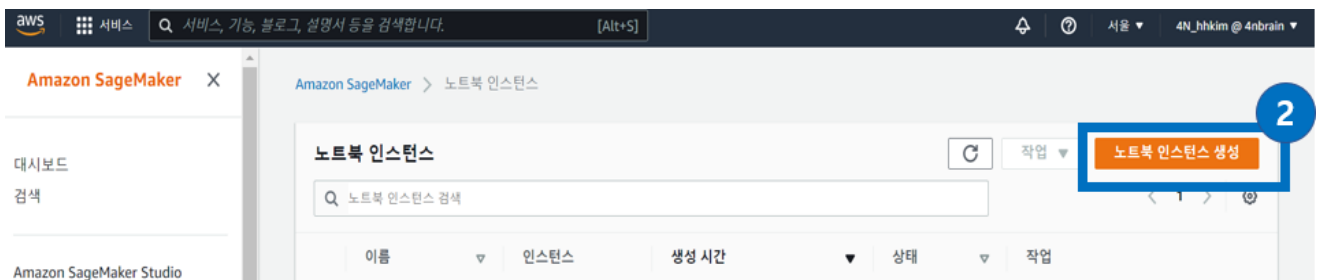 aws 서비스 서비스, 기능, 블로그, 설명서 등을 검색합니다. [Alt+S] 서울 ▼ 4N_hhkim @ 4nbrain ▼
Amazon SageMaker X
Amazon SageMaker > 노트북 인스턴스
2
노트북 인스턴스 작업 ▼ 노트북 인스턴스 생성
대시보드
검색
노트북 인스턴스 검색
< 1 >
이름 인스턴스 생성 시간 ▼ 상태 작업
Amazon SageMaker Studio